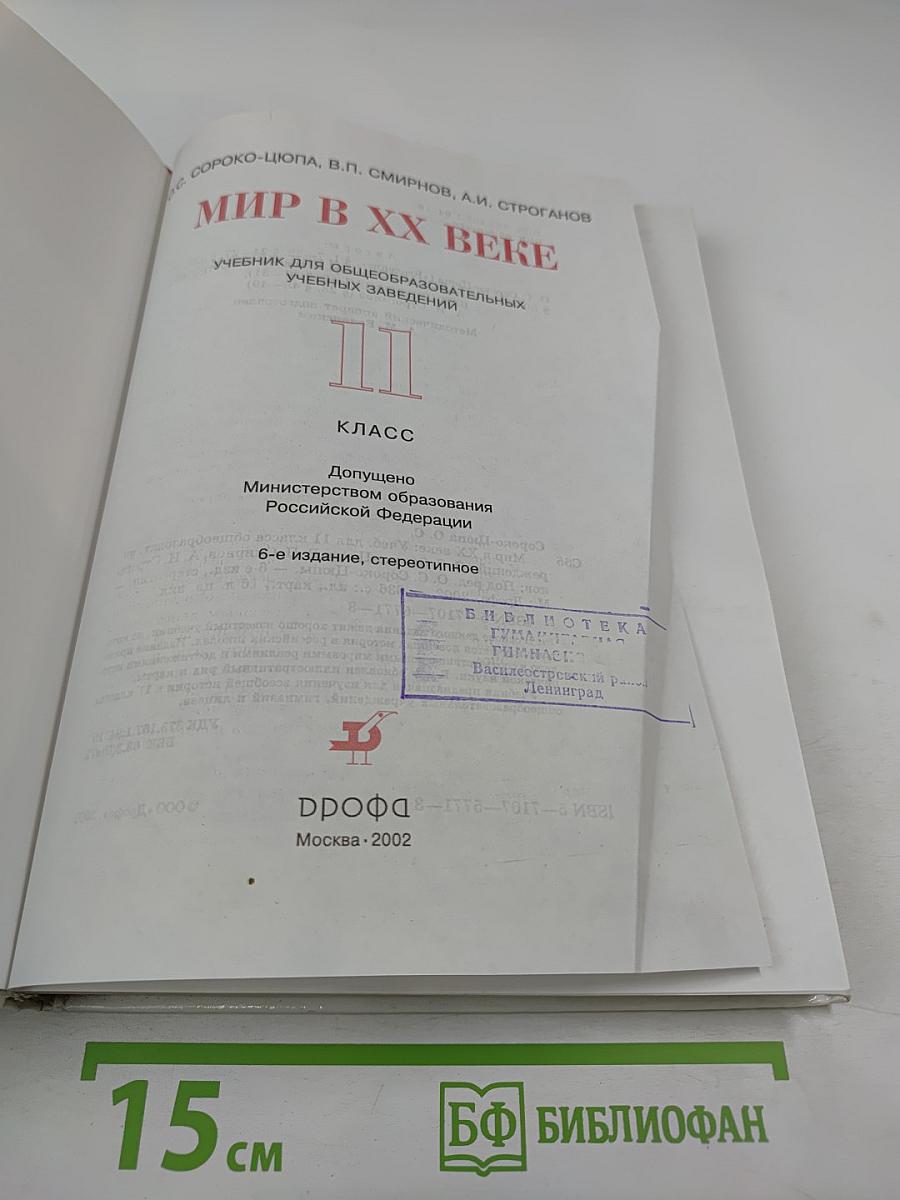 О.С. СОРОКО-ЦЮПА, В.П. СМИРНОВ, А.И. СТРОГАНОВ
МИР В XX ВЕКЕ
УЧЕБНИК ДЛЯ ОБЩЕОБРАЗОВАТЕЛЬНЫХ
УЧЕБНЫХ ЗАВЕДЕНИЙ
11
КЛАСС
Допущено
Министерством образования
Российской Федерации
6-е издание, стереотипное
БИБЛИОТЕКА
Василеостровский
Ленинград
дрофа
Москва · 2002
15 см
БФ БИБЛИОФАН